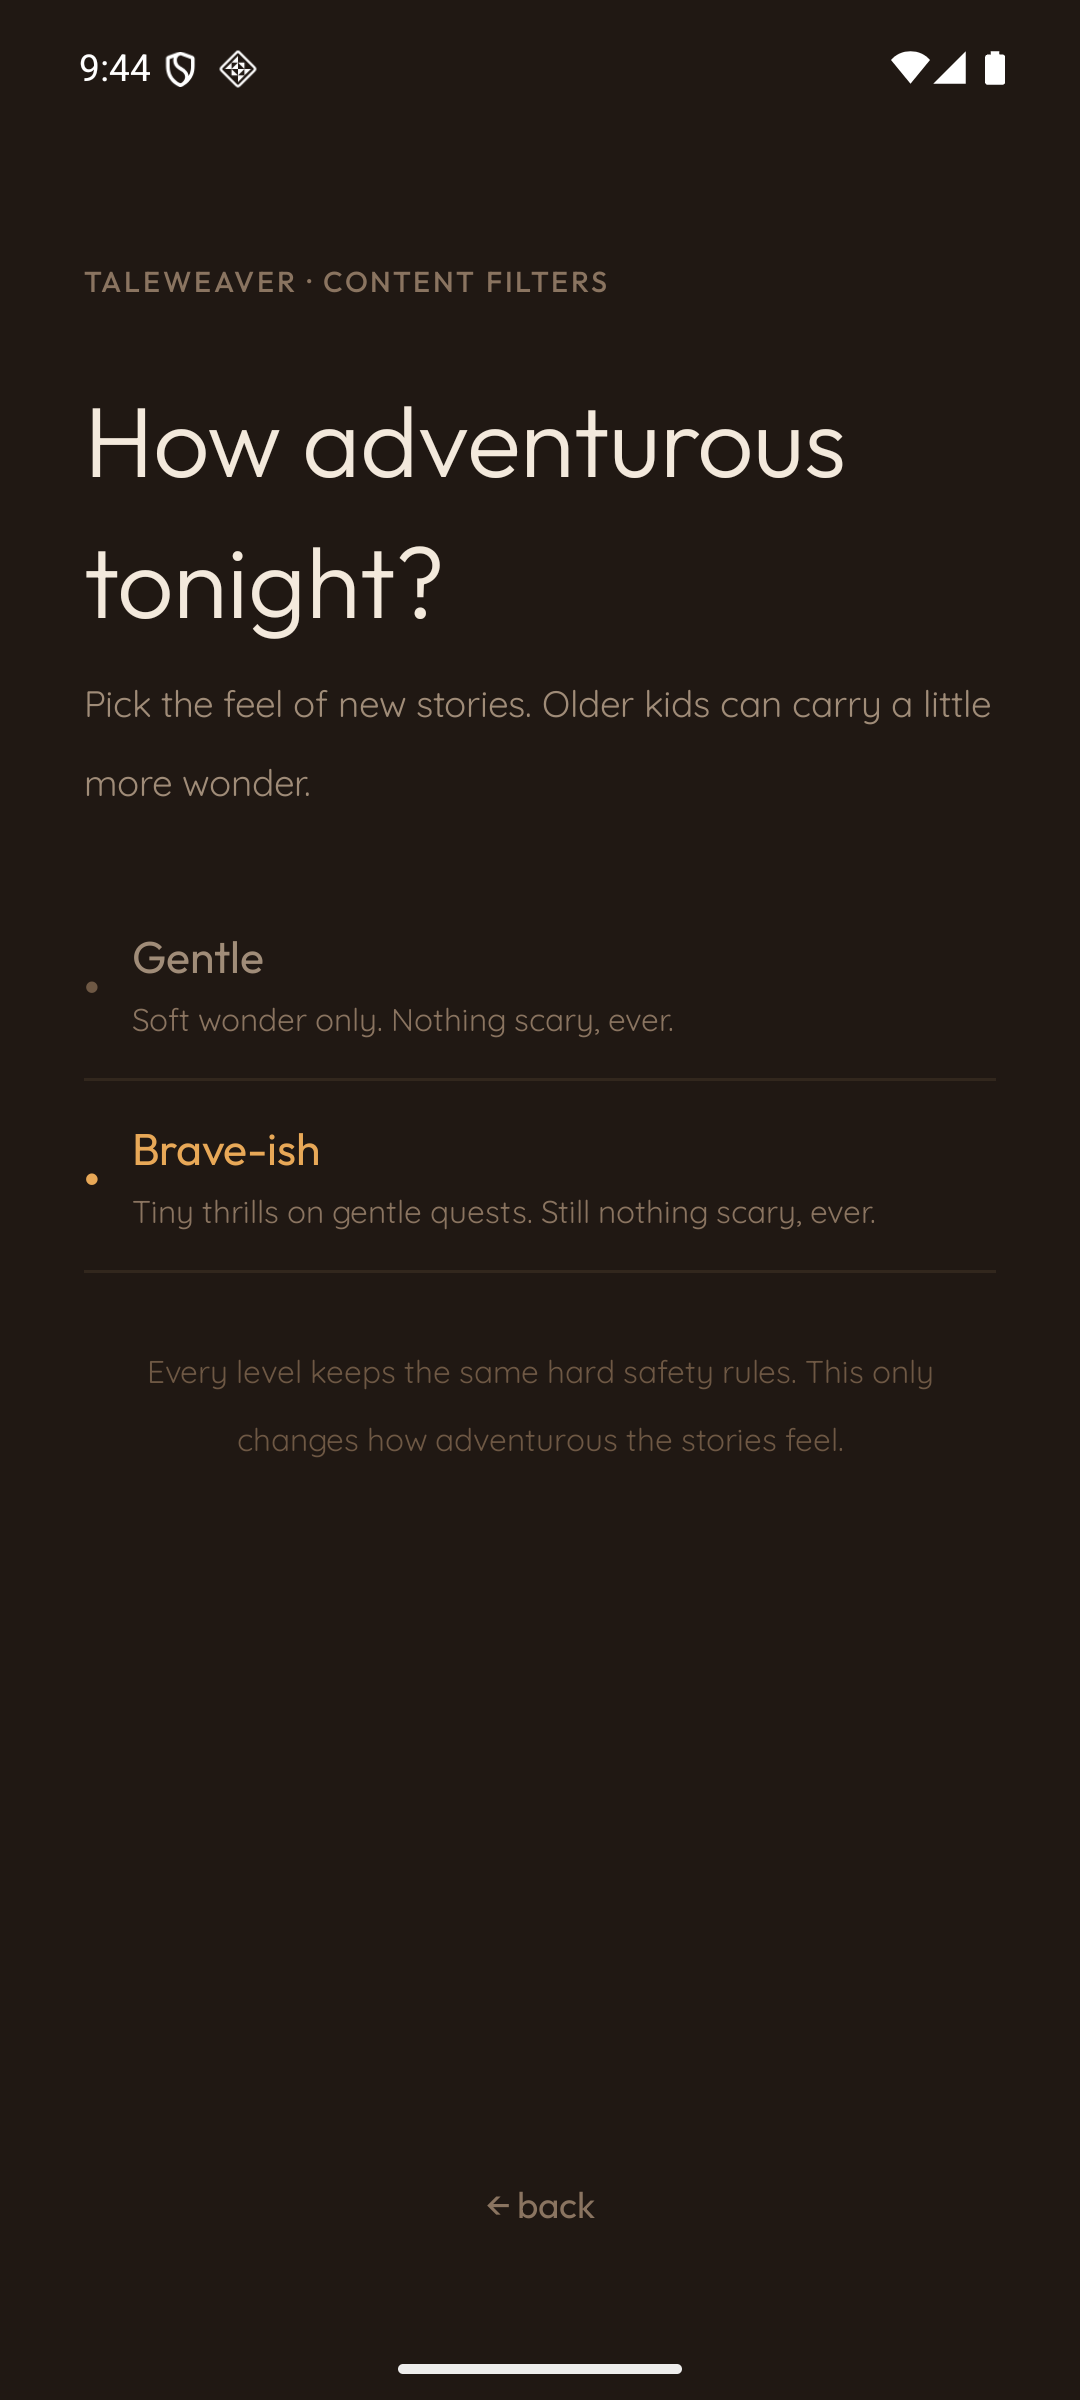 9:44
TALEWEAVER · CONTENT FILTERS
How adventurous
tonight?
Pick the feel of new stories. Older kids can carry a little
more wonder.
Gentle
Soft wonder only. Nothing scary, ever.
Brave-ish
Tiny thrills on gentle quests. Still nothing scary, ever.
Every level keeps the same hard safety rules. This only
changes how adventurous the stories feel.
← back